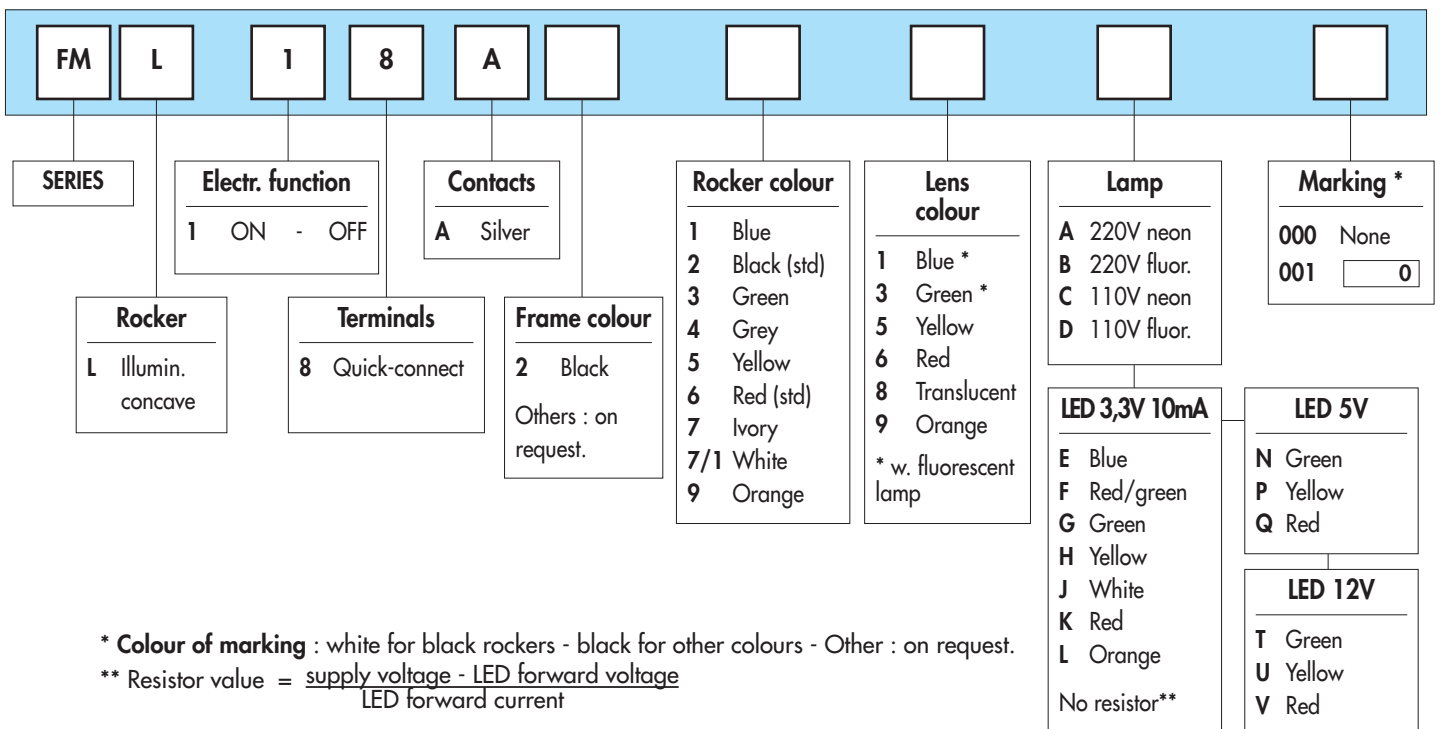 FM L 1 8 A
SERIES
Electr. function
1 ON - OFF
Contacts
A Silver
Rocker
L Illumin.
concave
Terminals
8 Quick-connect
Frame colour
2 Black
Others : on
request.
Rocker colour
1 Blue
2 Black (std)
3 Green
4 Grey
5 Yellow
6 Red (std)
7 Ivory
7/1 White
9 Orange
Lens
colour
1 Blue *
3 Green *
5 Yellow
6 Red
8 Translucent
9 Orange
* w. fluorescent
lamp
Lamp
A 220V neon
B 220V fluor.
C 110V neon
D 110V fluor.
LED 3,3V 10mA
E Blue
F Red/green
G Green
H Yellow
J White
K Red
L Orange
No resistor**
LED 5V
N Green
P Yellow
Q Red
LED 12V
T Green
U Yellow
V Red
Marking *
000 None
001 0
* Colour of marking : white for black rockers - black for other colours - Other : on request.
** Resistor value = supply voltage - LED forward voltage
LED forward current